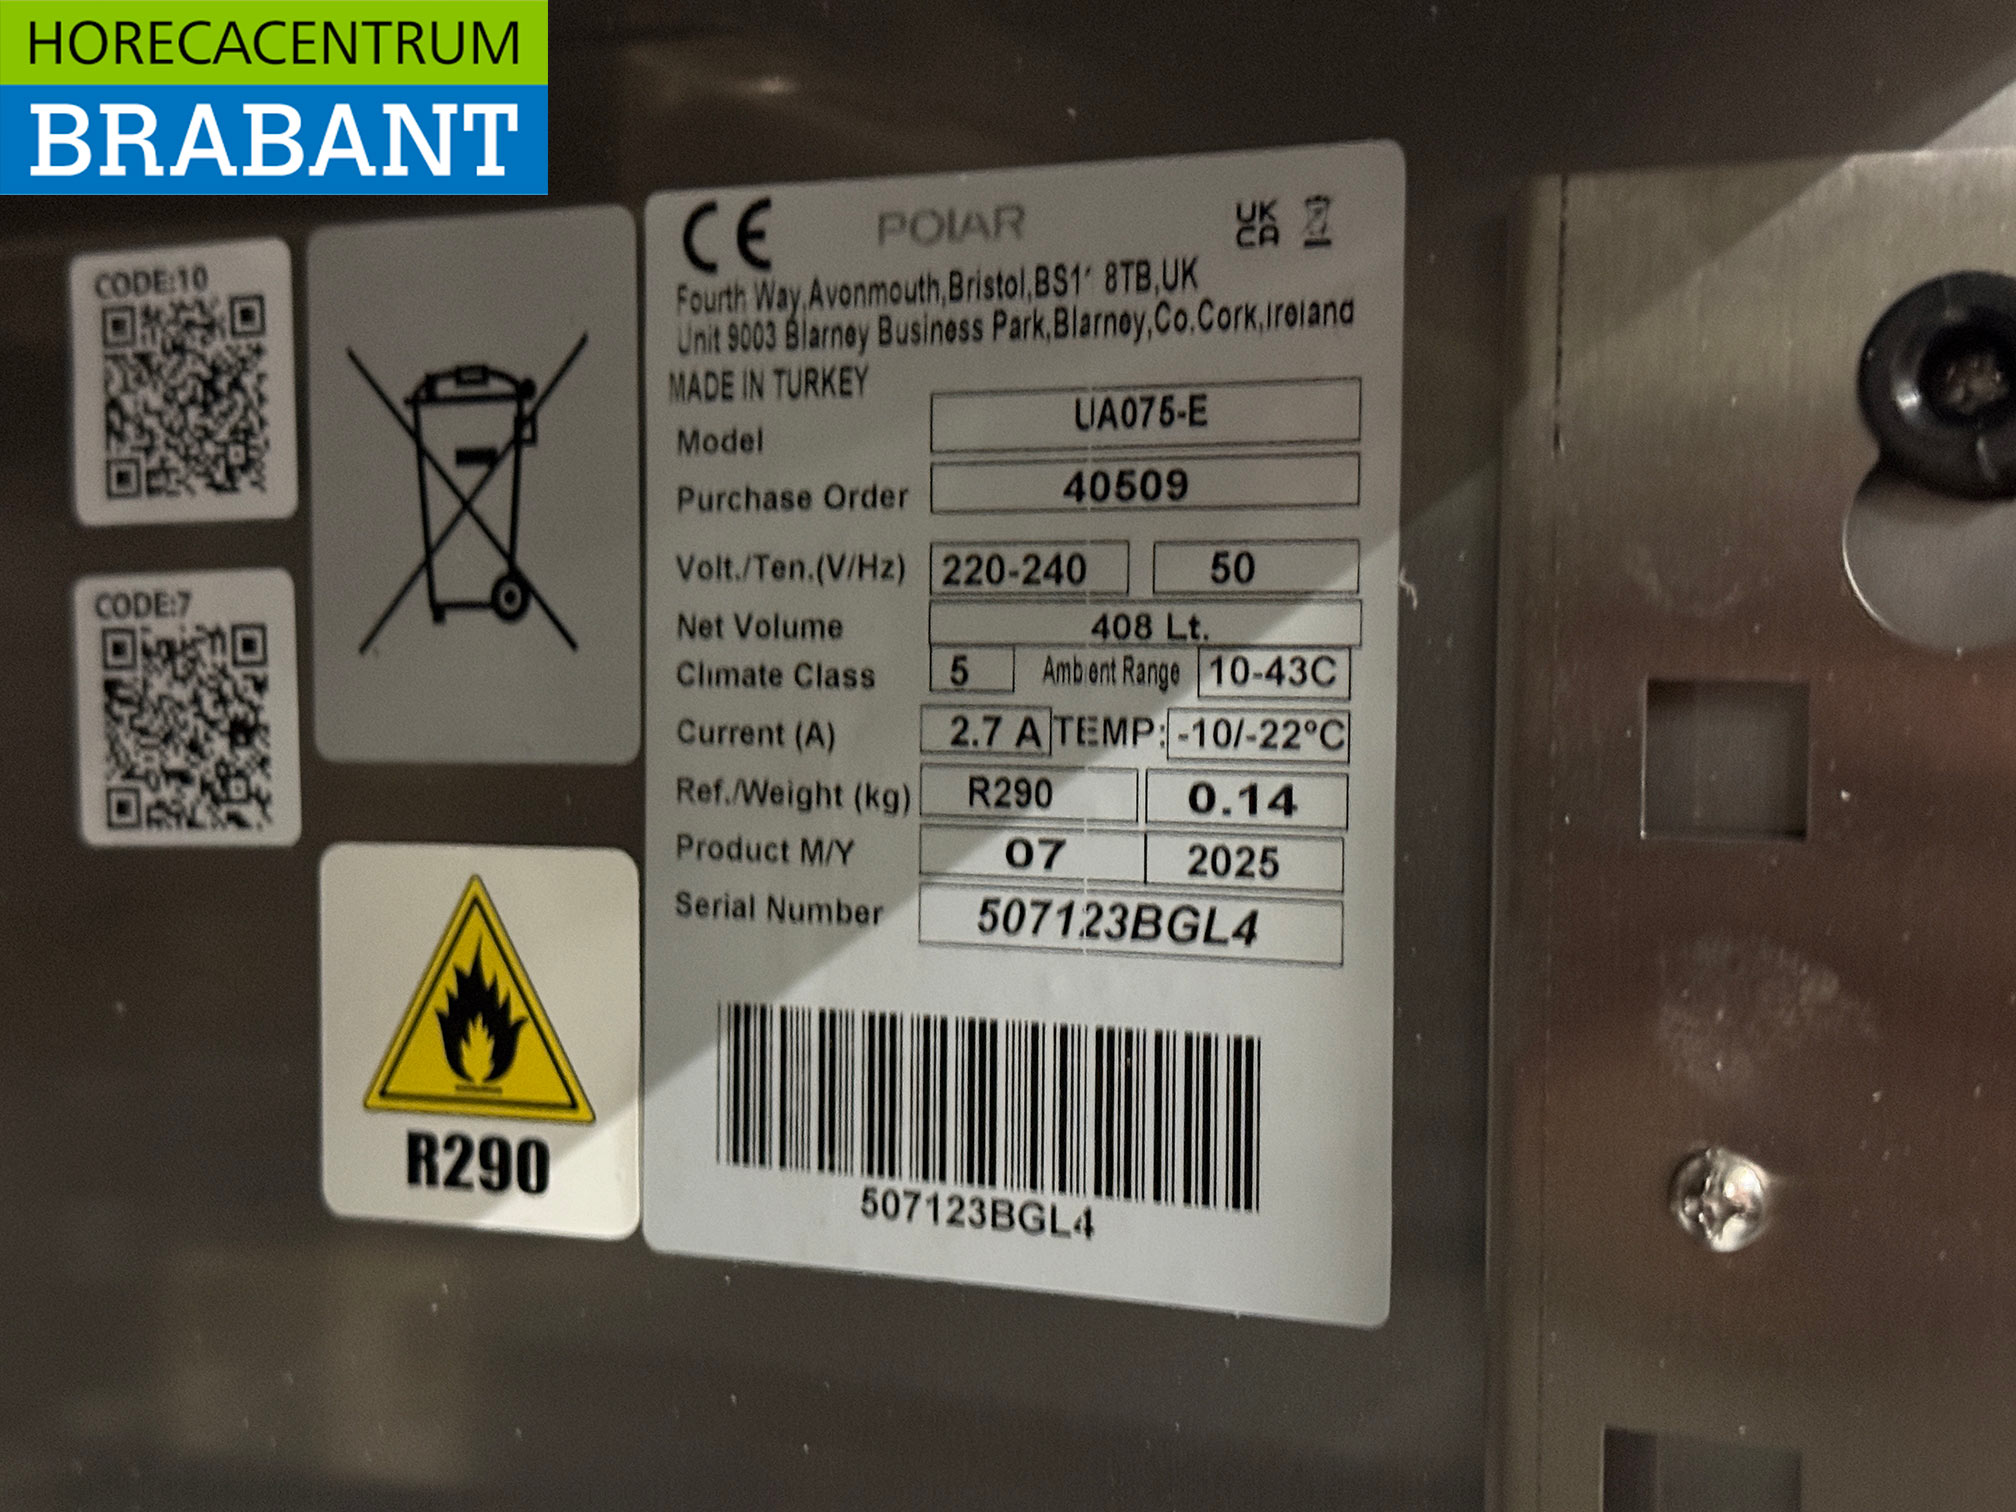 HORECACENTRUM
BRABANT
CODE:10
CODE:7
R290
CE POLAR UK CA
Fourth Way,Avonmouth,Bristol,BS11 8TB,UK
Unit 9003 Blarney Business Park,Blarney,Co.Cork,Ireland
MADE IN TURKEY
Model UA075-E
Purchase Order 40509
Volt./Ten.(V/Hz) 220-240 50
Net Volume 408 Lt.
Climate Class 5 Ambient Range 10-43C
Current (A) 2.7 A TEMP: -10/-22°C
Ref./Weight (kg) R290 0.14
Product M/Y 07 2025
Serial Number 507123BGL4
507123BGL4